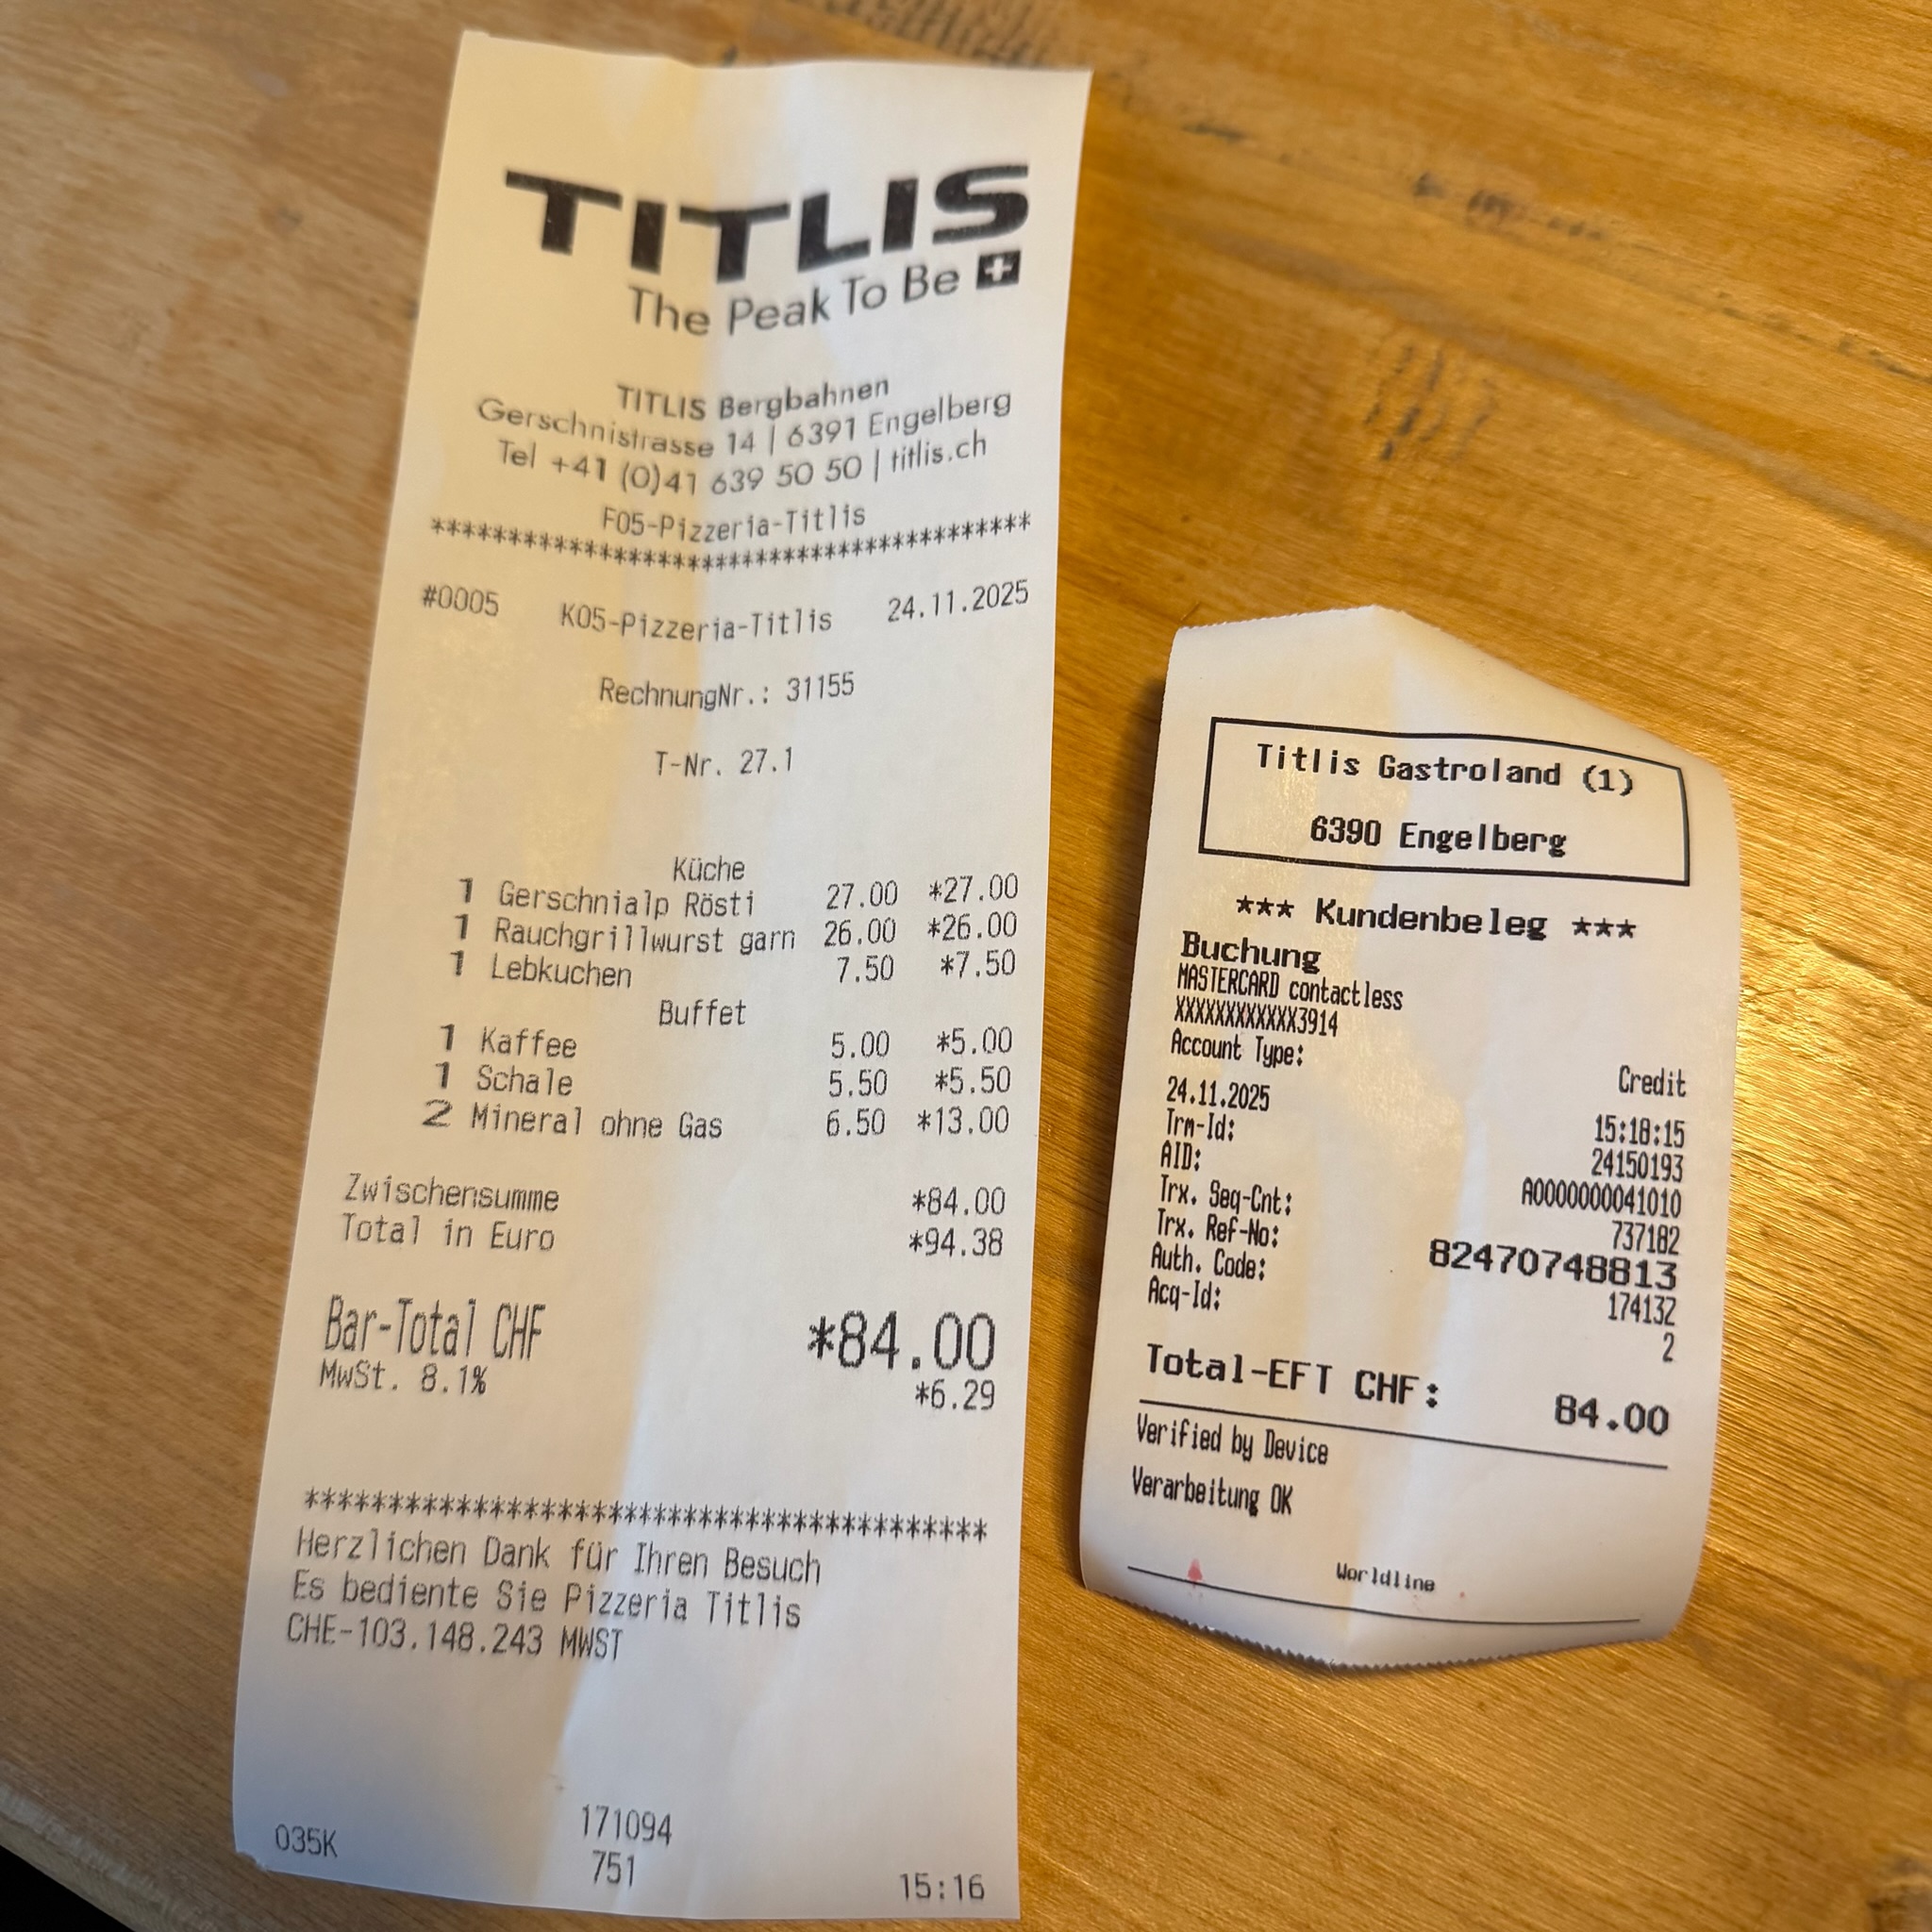 TITLIS
The Peak To Be
TITLIS Bergbahnen
Gerschnistrasse 14 | 6391 Engelberg
Tel +41 (0)41 639 50 50 | titlis.ch
F05-Pizzeria-Titlis
******************************************
#0005 K05-Pizzeria-Titlis 24.11.2025
RechnungNr.: 31155
T-Nr. 27.1
Küche
1 Gerschnialp Rösti 27.00 *27.00
1 Rauchgrillwurst garn 26.00 *26.00
1 Lebkuchen 7.50 *7.50
Buffet
1 Kaffee 5.00 *5.00
1 Schale 5.50 *5.50
2 Mineral ohne Gas 6.50 *13.00
Zwischensumme *84.00
Total in Euro *94.38
Bar-Total CHF *84.00
MwSt. 8.1% *6.29
******************************************
Herzlichen Dank für Ihren Besuch
Es bediente Sie Pizzeria Titlis
CHE-103.148.243 MWST
171094
035K 751 15:16
Titlis Gastroland (1)
6390 Engelberg
*** Kundenbeleg ***
Buchung
MASTERCARD contactless
XXXXXXXXXXXX3914
Account Type: Credit
24.11.2025 15:18:15
Trm-Id: 24150193
AID: A0000000041010
Trx. Seq-Cnt: 737182
Trx. Ref-No: 82470748813
Auth. Code: 174132
Acq-Id: 2
Total-EFT CHF: 84.00
Verified by Device
Verarbeitung OK
Worldline